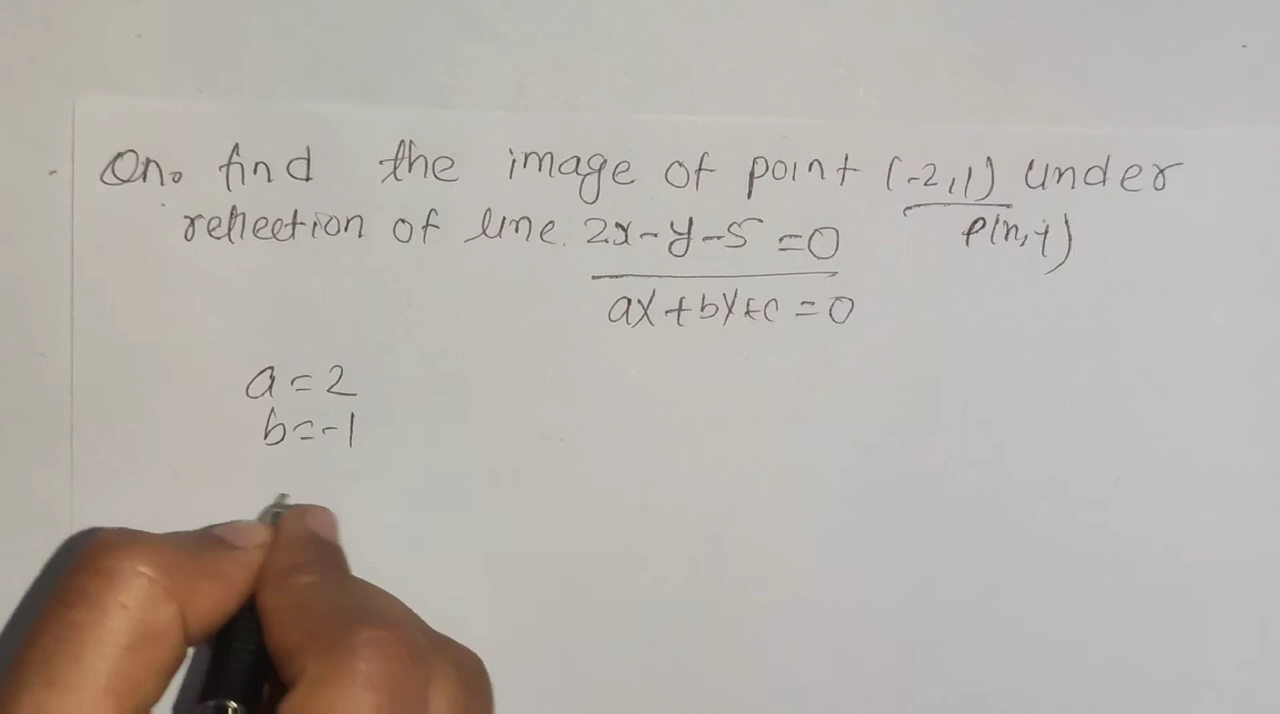 Qn. find the image of point (-2,1) under
reflection of line. 2x-y-5=0
P(x,y)
ax+by+c=0
a=2
b=-1